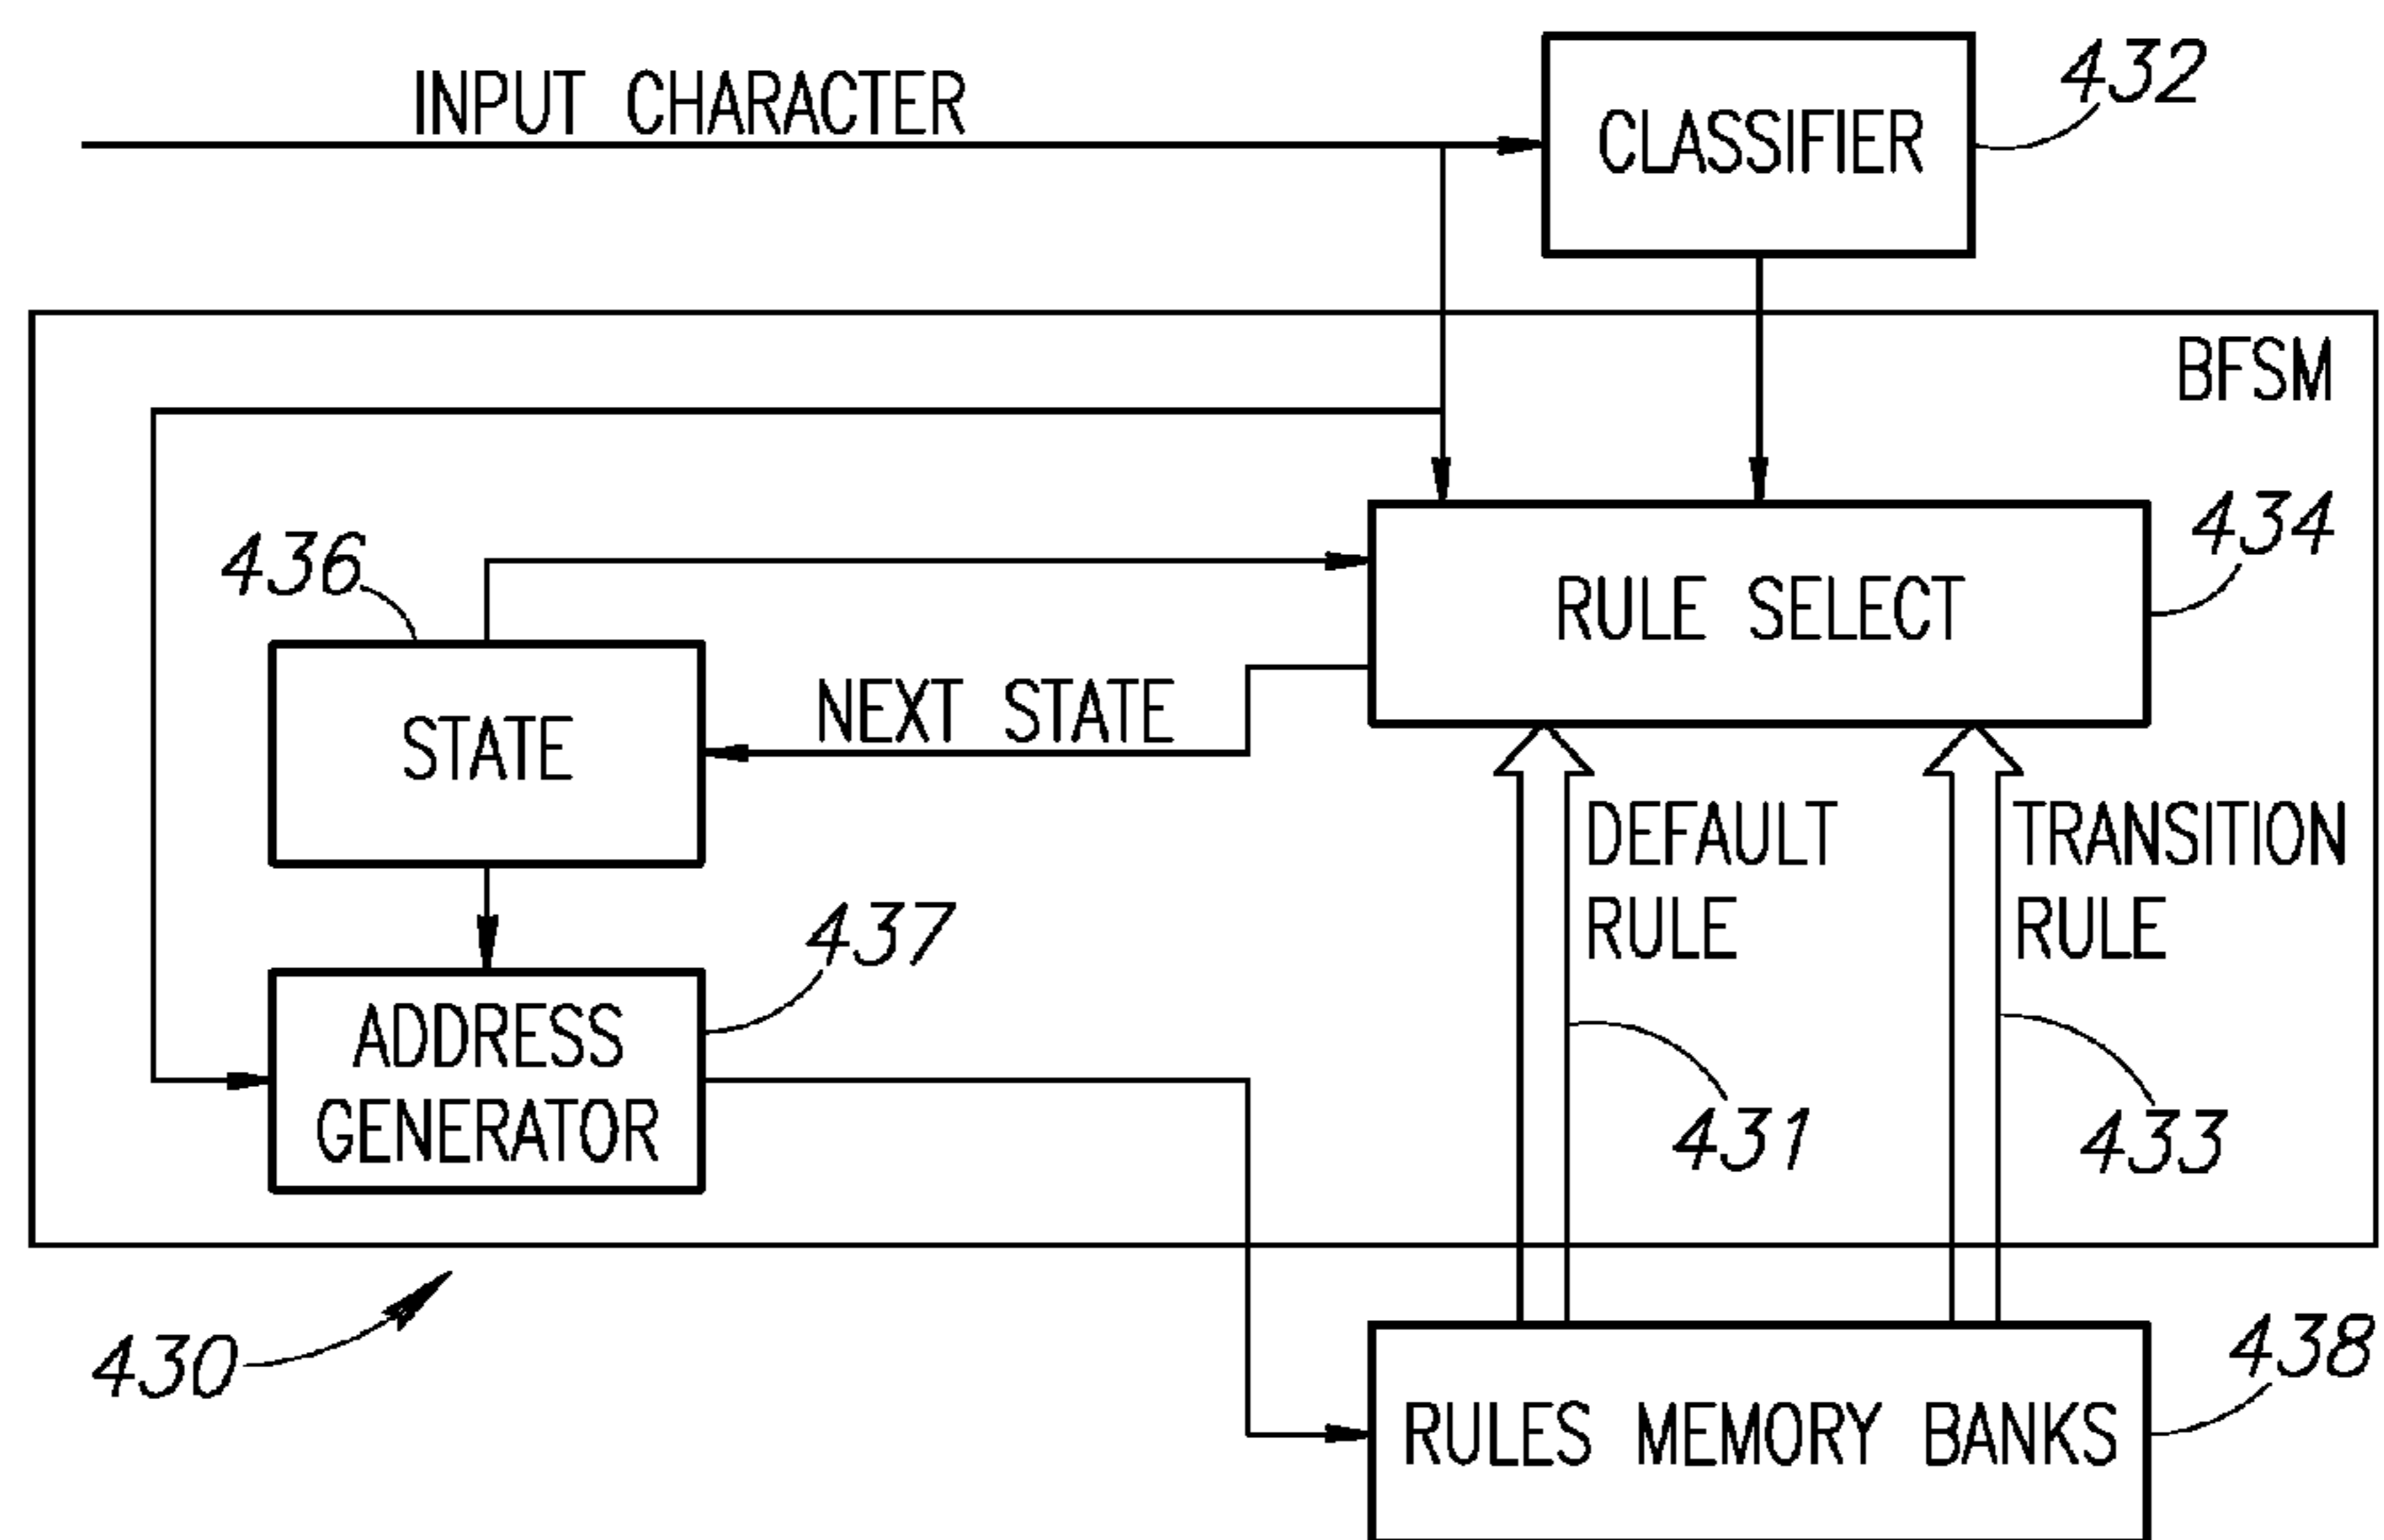 INPUT CHARACTER
CLASSIFIER
432
BFSM
436
RULE SELECT
434
STATE
NEXT STATE
DEFAULT
RULE
TRANSITION
RULE
437
ADDRESS
GENERATOR
431
433
430
RULES MEMORY BANKS
438